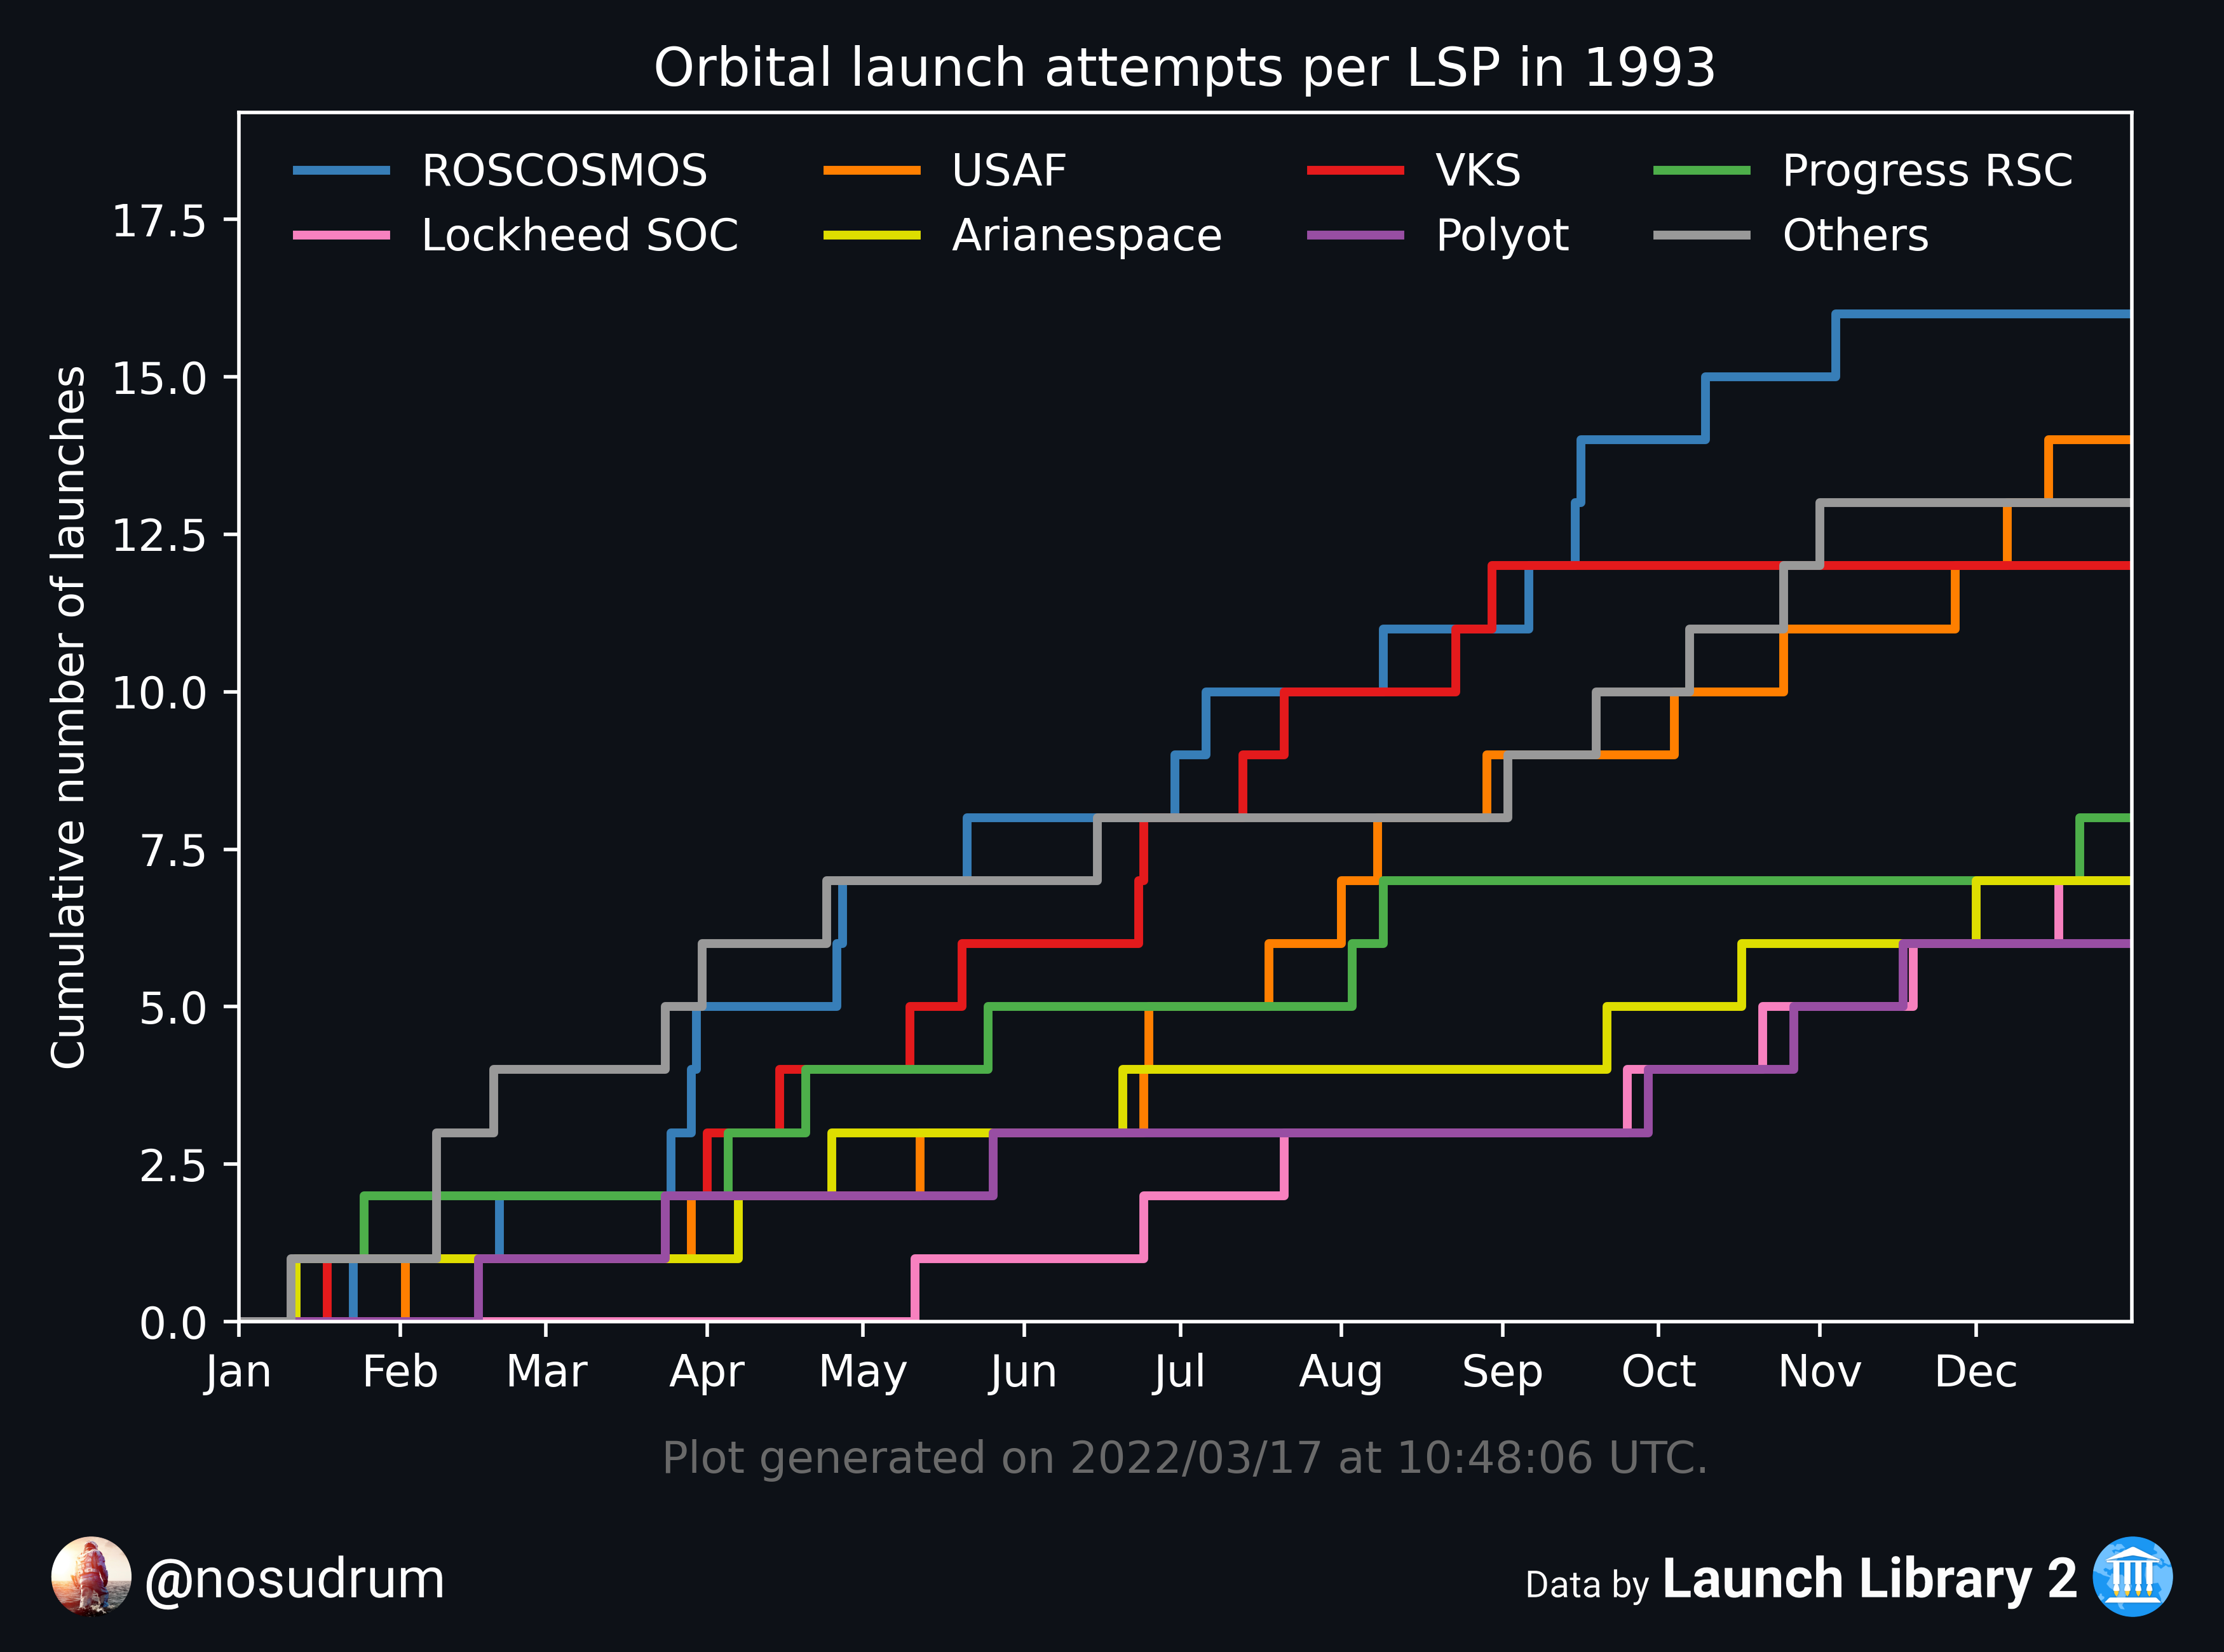 Orbital launch attempts per LSP in 1993
ROSCOSMOS USAF VKS Progress RSC
Lockheed SOC Arianespace Polyot Others
Cumulative number of launches
17.5
15.0
12.5
10.0
7.5
5.0
2.5
0.0
Jan Feb Mar Apr May Jun Jul Aug Sep Oct Nov Dec
Plot generated on 2022/03/17 at 10:48:06 UTC.
@nosudrum
Data by Launch Library 2